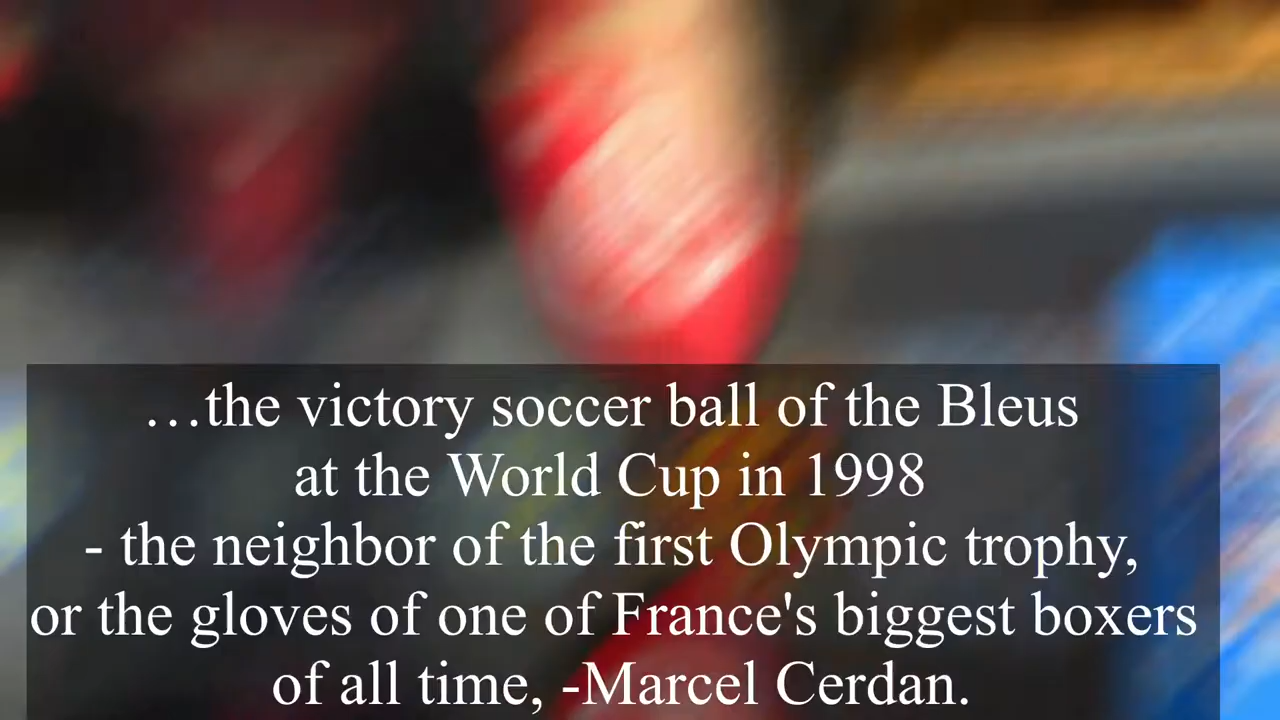 …the victory soccer ball of the Bleus
at the World Cup in 1998
- the neighbor of the first Olympic trophy,
or the gloves of one of France's biggest boxers
of all time, -Marcel Cerdan.